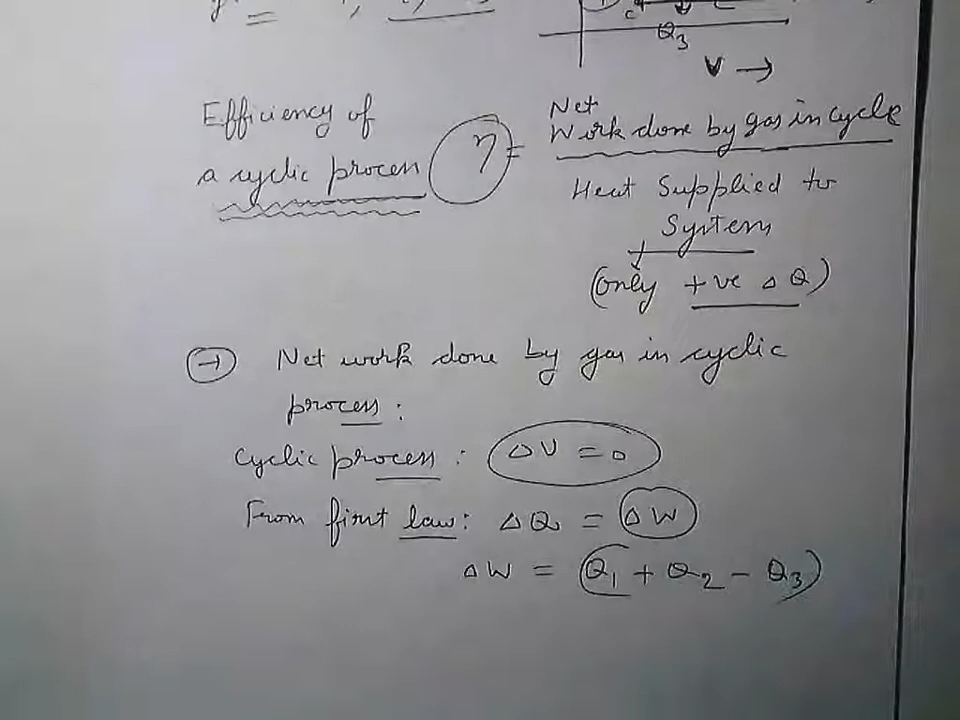 c
Q3
V →
Efficiency of
a cyclic process η =
Net
Work done by gas in cycle
Heat Supplied to
System
(only +ve ΔQ)
→ Net work done by gas in cyclic
process :
Cyclic process : ΔU = 0
From first law : ΔQ = ΔW
ΔW = (Q1 + Q2 - Q3)